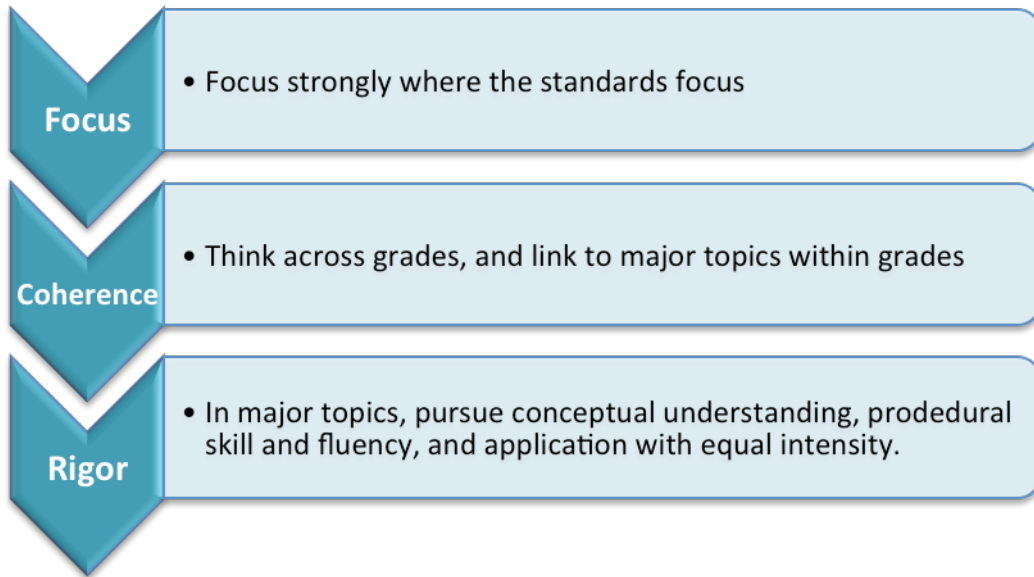 Focus
• Focus strongly where the standards focus
Coherence
• Think across grades, and link to major topics within grades
Rigor
• In major topics, pursue conceptual understanding, prodedural
skill and fluency, and application with equal intensity.